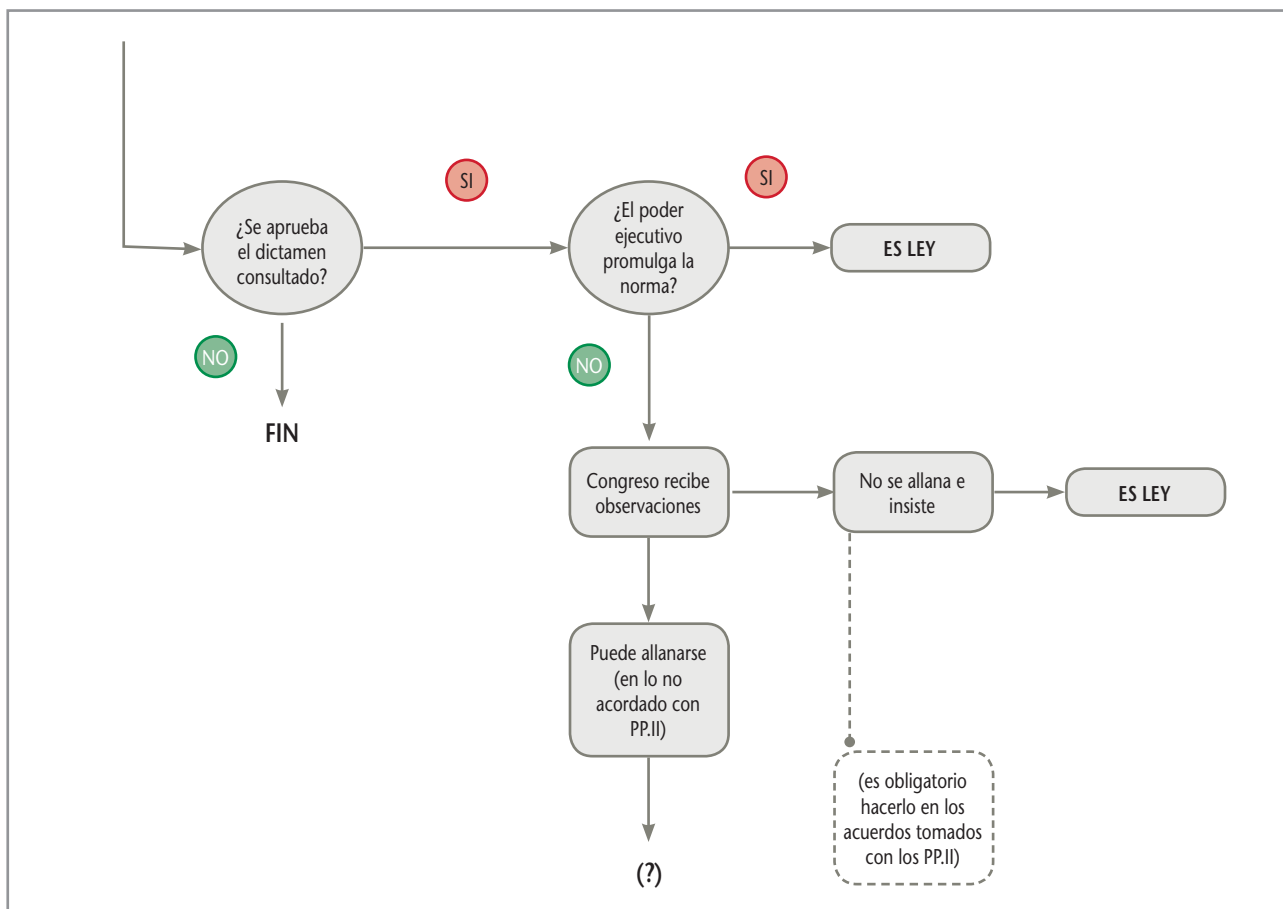 SI
SI
¿Se aprueba
el dictamen
consultado?
¿El poder
ejecutivo
promulga la
norma?
ES LEY
NO
NO
FIN
Congreso recibe
observaciones
No se allana e
insiste
ES LEY
Puede allanarse
(en lo no
acordado con
PP.II)
(es obligatorio
hacerlo en los
acuerdos tomados
con los PP.II)
(?)